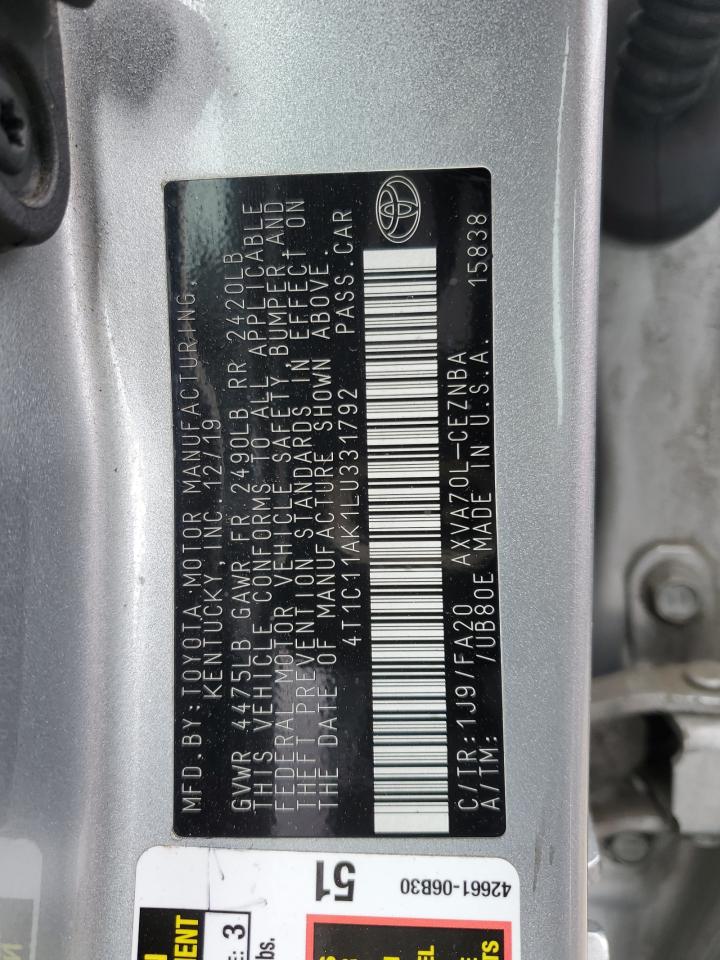 MFD. BY: TOYOTA MOTOR MANUFACTURING,
KENTUCKY, INC. 12/19
GVWR 4475LB GAWR FR 2490LB RR 2420LB
THIS VEHICLE CONFORMS TO ALL APPLICABLE
FEDERAL MOTOR VEHICLE SAFETY, BUMPER, AND
THEFT PREVENTION STANDARDS IN EFFECT ON
THE DATE OF MANUFACTURE SHOWN ABOVE.
4T1C11AK1LU331792 PASS.CAR
C/TR: 1J9/FA20 AXVA70L-CEZNBA
A/TM: /UB80E MADE IN U.S.A. 15838
51
42661-06B30
3
lbs.